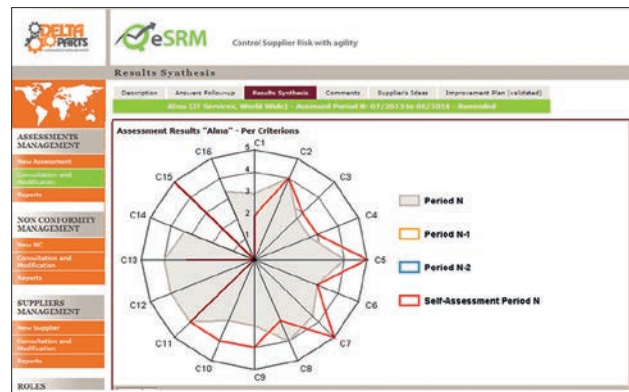 DELTA
PARTS
eSRM
Control Supplier Risk with agility
Results Synthesis
Description
Answers Follow-up
Results Synthesis
Comments
Supplier's Ideas
Improvement Plan (validated)
Alma (IT Services, World Wide) - Assessed Period N: 07/2013 to 06/2014 - Reminded
ASSESSMENTS
MANAGEMENT
New Assessment
Consultation and
Modification
Reports
NON CONFORMITY
MANAGEMENT
New NC
Consultation and
Modification
Reports
SUPPLIERS
MANAGEMENT
New Supplier
Consultation and
Modification
Reports
ROLES
Assessment Results "Alma" - Per Criterions
C1
C2
C3
C4
C5
C6
C7
C8
C9
C10
C11
C12
C13
C14
C15
C16
5
4
3
2
1
Period N
Period N-1
Period N-2
Self-Assessment Period N